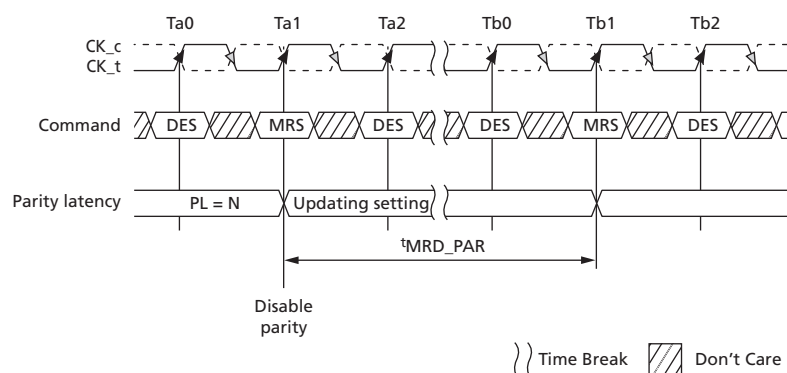 Ta0 Ta1 Ta2 Tb0 Tb1 Tb2
CK_c
CK_t
Command DES MRS DES DES MRS DES
Parity latency PL = N Updating setting
tMRD_PAR
Disable
parity
Time Break Don't Care